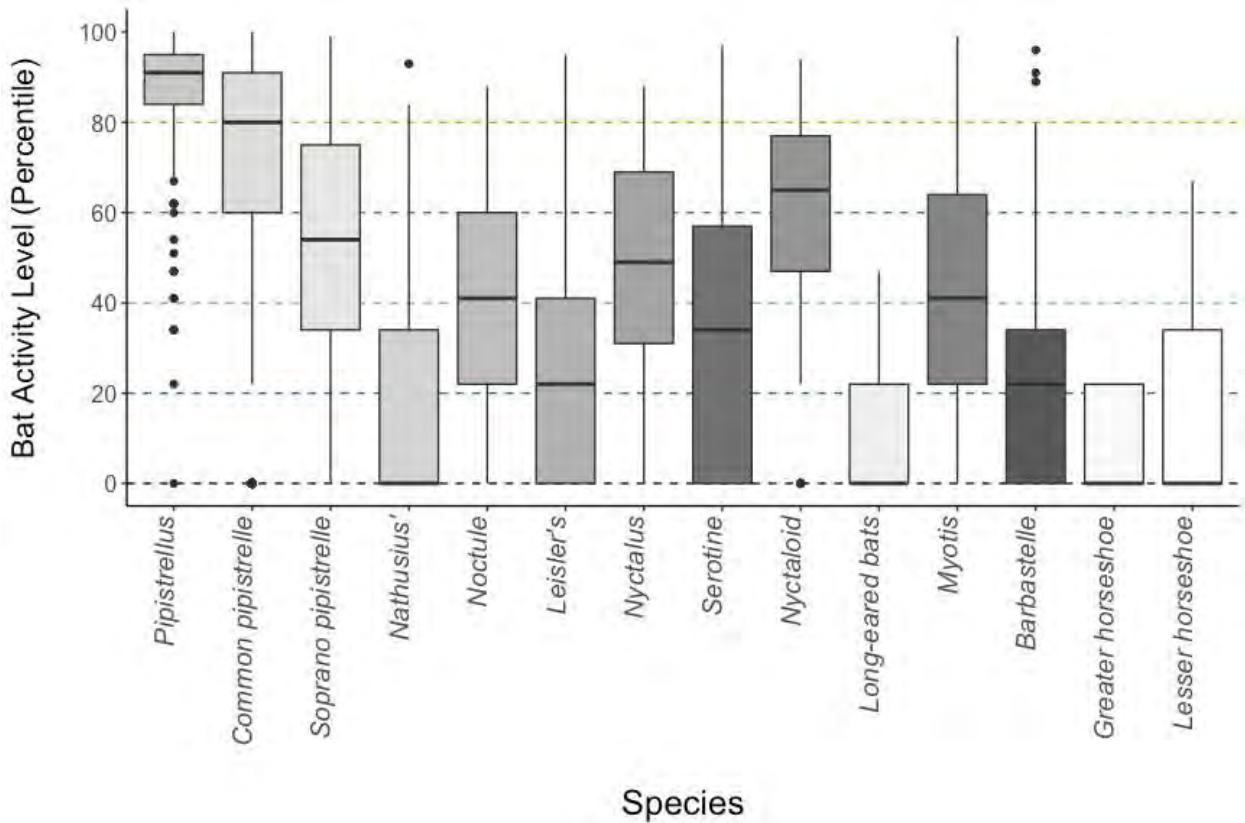 Bat Activity Level (Percentile)
100
80
60
40
20
0
Pipistrellus
Common pipistrelle
Soprano pipistrelle
Nathusius'
Noctule
Leisler's
Nyctalus
Serotine
Nyctaloid
Long-eared bats
Myotis
Barbastelle
Greater horseshoe
Lesser horseshoe
Species